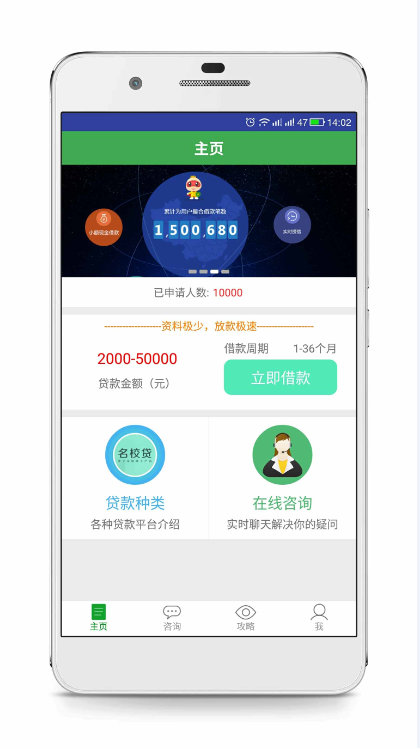 47 14:02
主页
累计为用户撮合借款笔数
小额现金借款
1,500,680
实时预估
已申请人数: 10000
-------------------资料极少，放款极速-------------------
2000-50000
借款周期 1-36个月
贷款金额（元）
立即借款
名校贷
贷款种类
在线咨询
各种贷款平台介绍
实时聊天解决你的疑问
主页 咨询 攻略 我